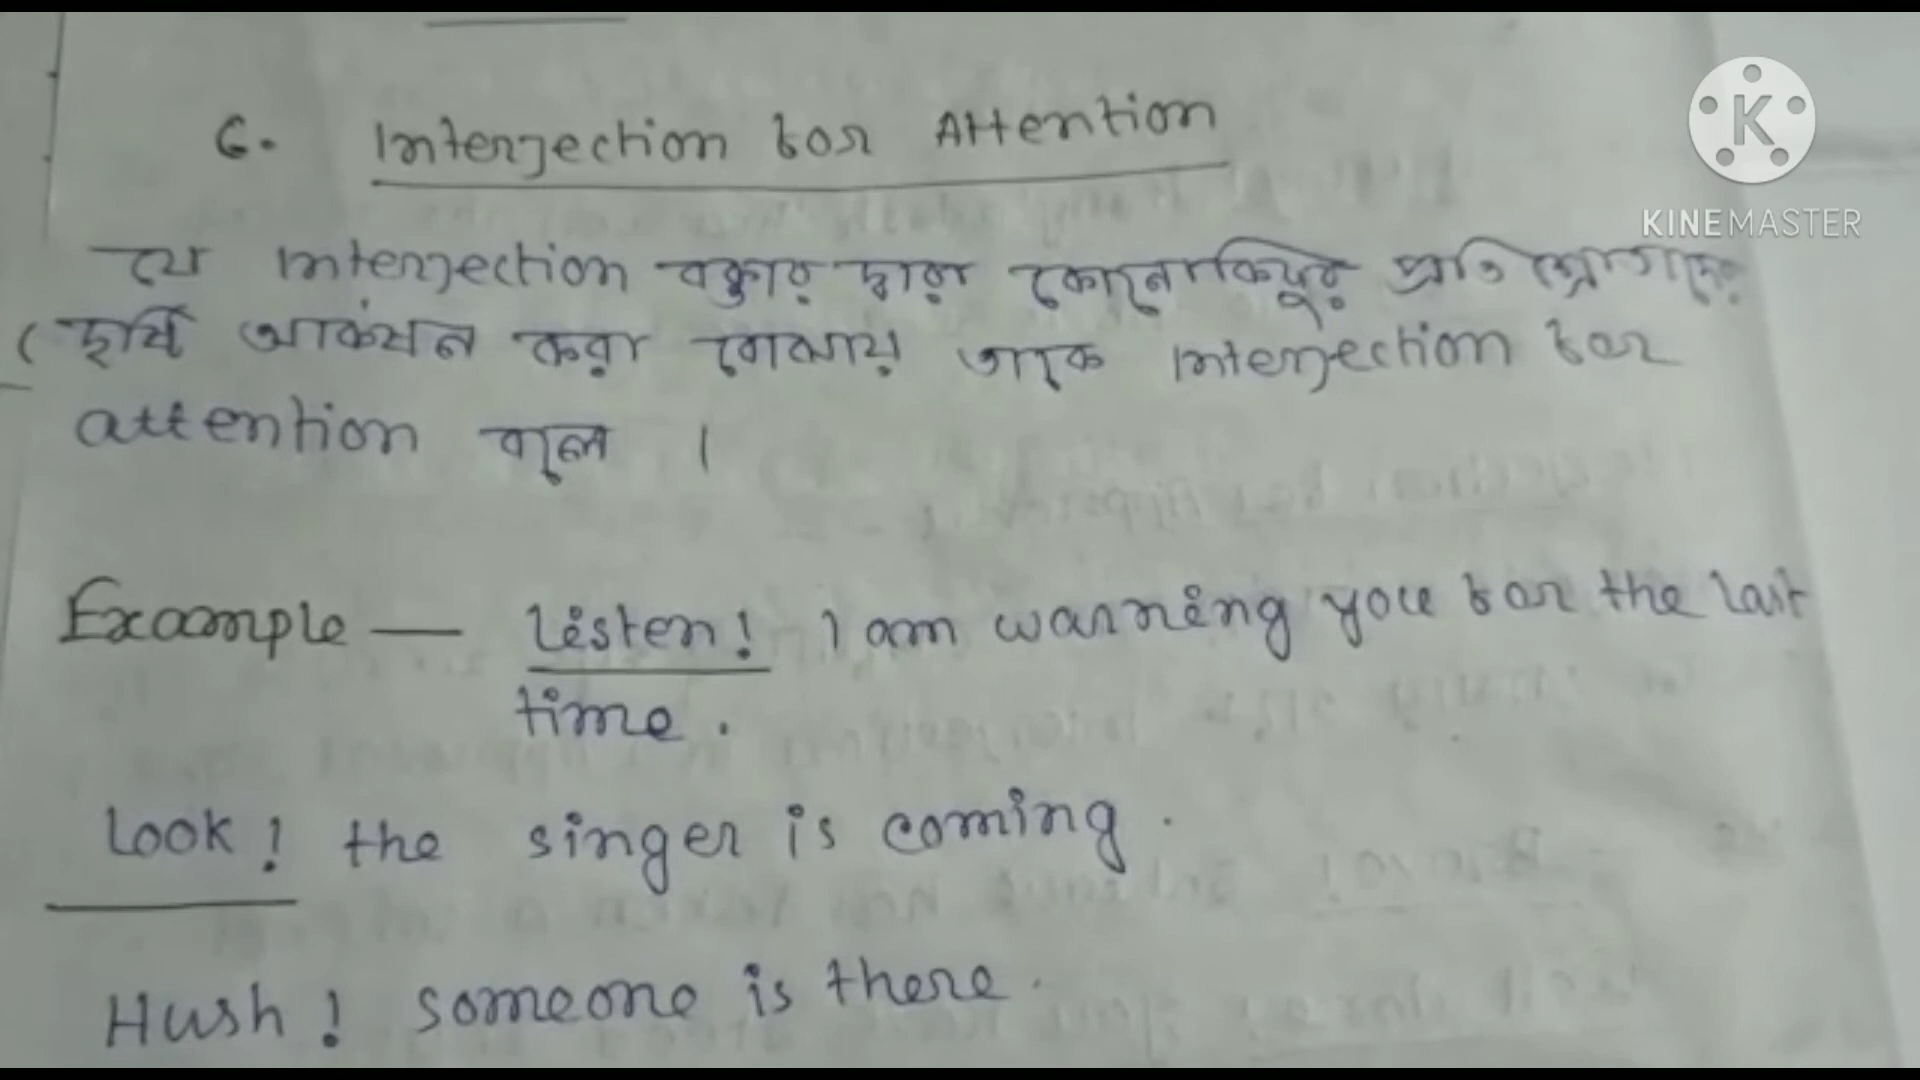 6. Interjection for Attention
KINEMASTER
যে Interjection বক্তার দ্বারা কোনোকিছুর প্রতি শ্রোতাদের
দৃষ্টি আকর্ষন করা বোঝায় তাকে Interjection for
attention বলে ।
Example — Listen! I am warning you for the last
time.
Look! the singer is coming.
Hush! someone is there.